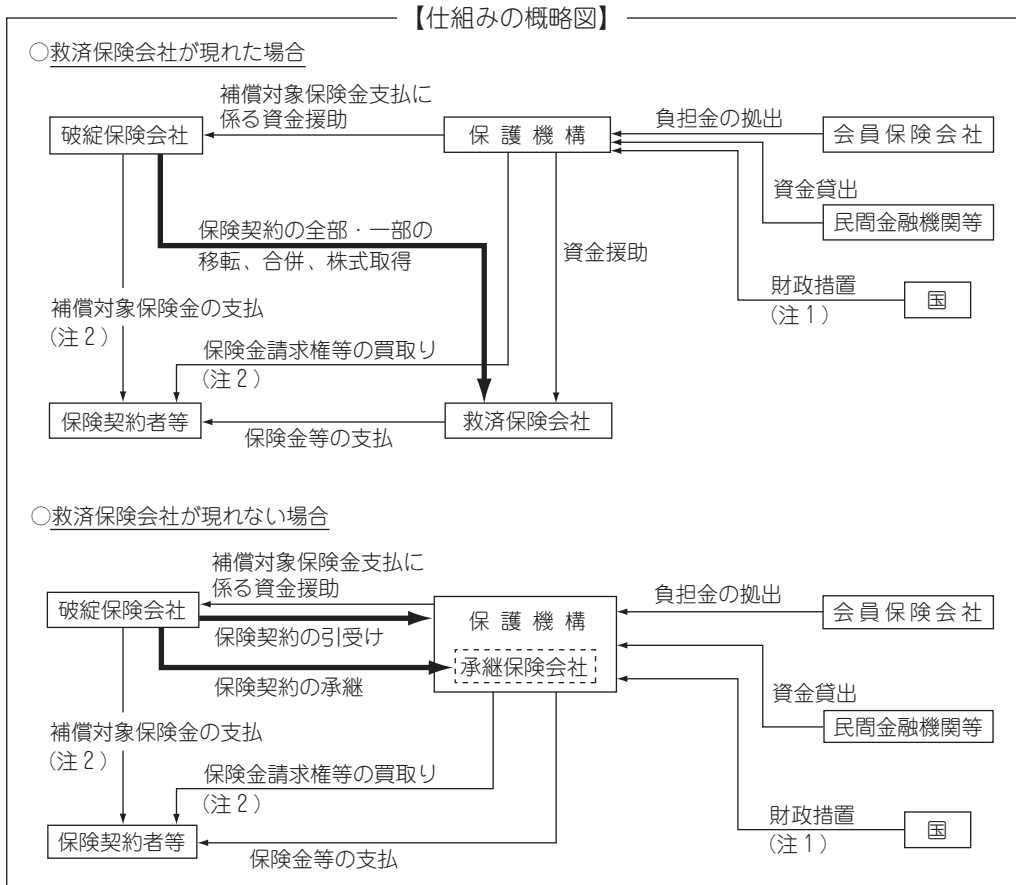 【仕組みの概略図】
○救済保険会社が現れた場合
補償対象保険金支払に
係る資金援助
破綻保険会社
保護機構
負担金の拠出
会員保険会社
資金貸出
民間金融機関等
保険契約の全部・一部の
移転、合併、株式取得
資金援助
財政措置
(注1)
国
補償対象保険金の支払
(注2)
保険金請求権等の買取り
(注2)
保険契約者等
保険金等の支払
救済保険会社
○救済保険会社が現れない場合
補償対象保険金支払に
係る資金援助
破綻保険会社
保険契約の引受け
保護機構
承継保険会社
保険契約の承継
負担金の拠出
会員保険会社
資金貸出
民間金融機関等
補償対象保険金の支払
(注2)
保険金請求権等の買取り
(注2)
財政措置
(注1)
国
保険契約者等
保険金等の支払